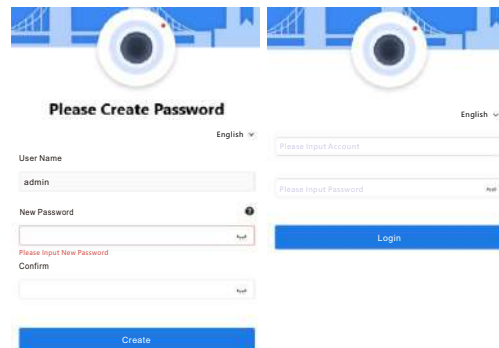 Please Create Password
English
User Name
admin
New Password
Please Input New Password
Confirm
Create
English
Please Input Account
Please Input Password
Login